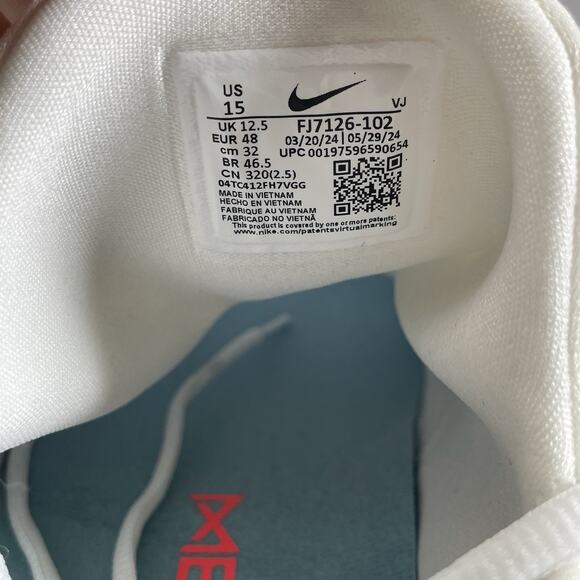 US
15
VJ
UK 12.5
FJ7126-102
EUR 48
03/20/24 | 05/29/24
cm 32
UPC 00197596590654
BR 46.5
CN 320(2.5)
04TC412FH7VGG
MADE IN VIETNAM
HECHO EN VIETNAM
FABRIQUE AU VIETNAM
FABRICADO NO VIETNÃ
This product is covered by one or more patents:
www.nike.com/patentsvirtualmarking